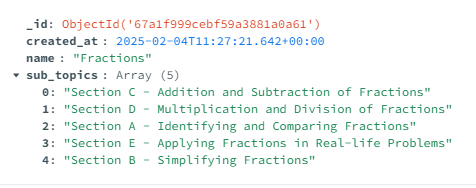 _id: ObjectId('67a1f999cebf59a3881a0a61')
created_at : 2025-02-04T11:27:21.642+00:00
name : "Fractions"
sub_topics : Array (5)
0: "Section C - Addition and Subtraction of Fractions"
1: "Section D - Multiplication and Division of Fractions"
2: "Section A - Identifying and Comparing Fractions"
3: "Section E - Applying Fractions in Real-life Problems"
4: "Section B - Simplifying Fractions"